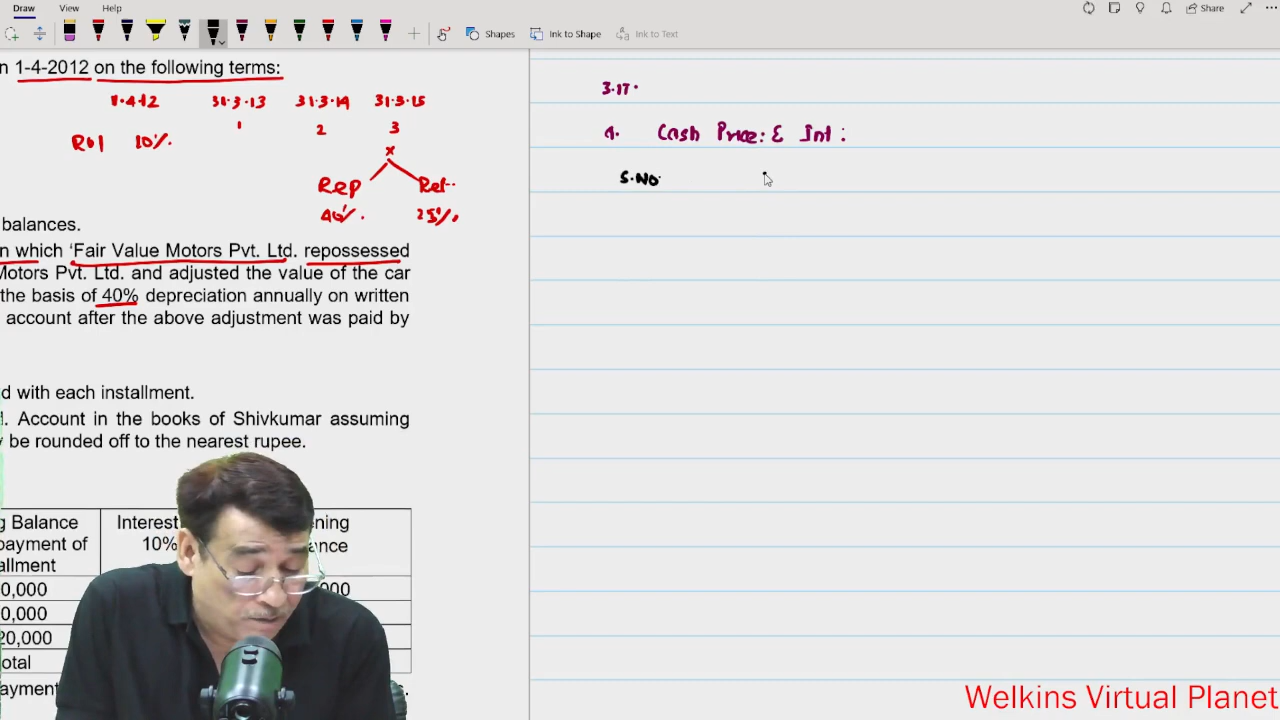 Draw View Help
Share
Shapes Ink to Shape Ink to Text
n 1-4-2012 on the following terms:
1.4.12 31.3.13 31.3.14 31.3.15
1 2 3
ROI 10%
x
Rep Ret
40% 25%
balances.
n which 'Fair Value Motors Pvt. Ltd. repossessed
Motors Pvt. Ltd. and adjusted the value of the car
the basis of 40% depreciation annually on written
account after the above adjustment was paid by
d with each installment.
l. Account in the books of Shivkumar assuming
y be rounded off to the nearest rupee.
g Balance Interest ening
payment of 10% ance
allment
0,000 000
0,000
20,000
otal
ayment
3.17.
1. Cash Price: & Int:
S.No.
Welkins Virtual Planet